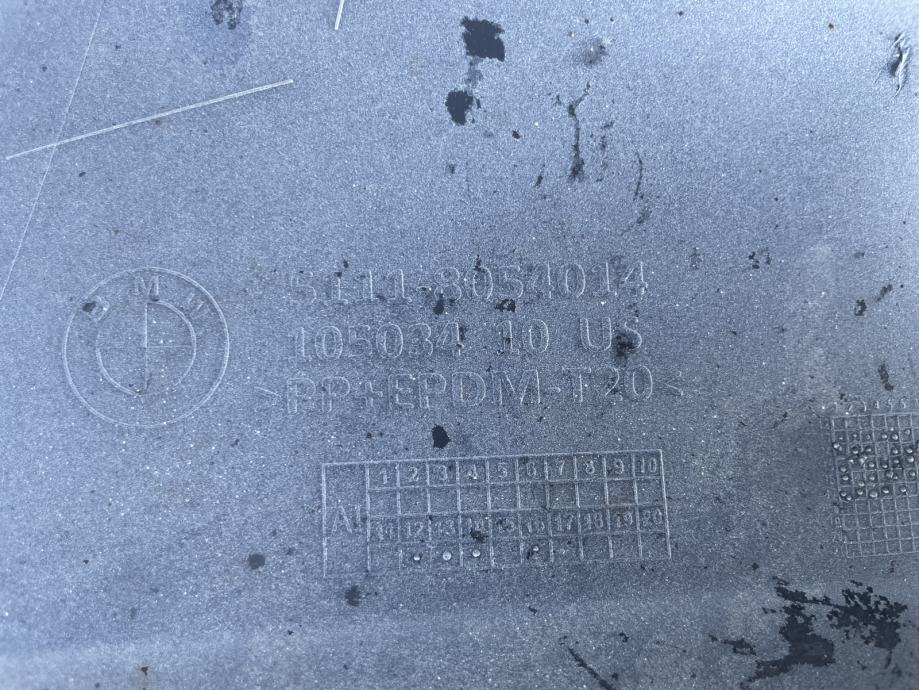 BMW
5111-8054014
105034 10 US
>PP+EPDM-T20<
1 2 3 4 5 6 7 8 9 10
AI
11 12 13 14 15 16 17 18 19 20